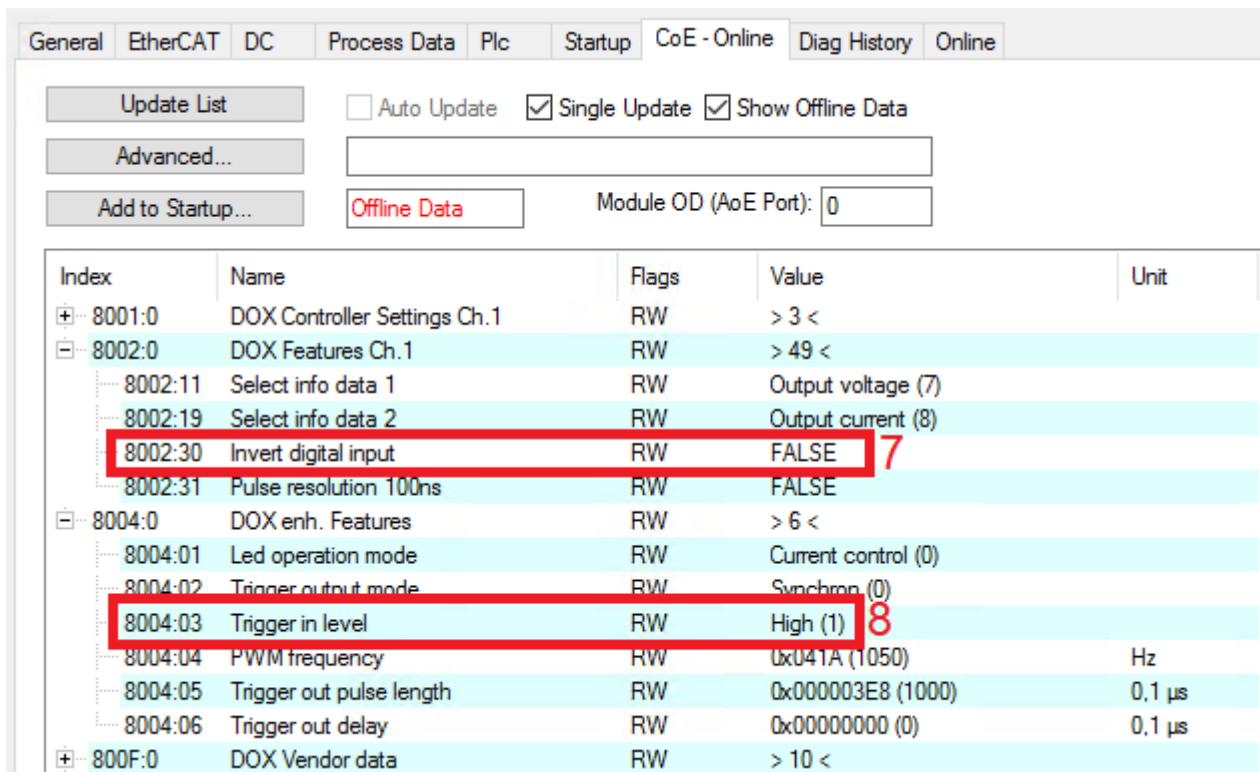 General EtherCAT DC Process Data Plc Startup CoE - Online Diag History Online
Update List Auto Update Single Update Show Offline Data
Advanced...
Add to Startup... Offline Data Module OD (AoE Port): 0
Index Name Flags Value Unit
8001:0 DOX Controller Settings Ch.1 RW > 3 <
8002:0 DOX Features Ch.1 RW > 49 <
8002:11 Select info data 1 RW Output voltage (7)
8002:19 Select info data 2 RW Output current (8)
8002:30 Invert digital input RW FALSE 7
8002:31 Pulse resolution 100ns RW FALSE
8004:0 DOX enh. Features RW > 6 <
8004:01 Led operation mode RW Current control (0)
8004:02 Trigger output mode RW Synchron (0)
8004:03 Trigger in level RW High (1) 8
8004:04 PWM frequency RW 0x041A (1050) Hz
8004:05 Trigger out pulse length RW 0x000003E8 (1000) 0,1 µs
8004:06 Trigger out delay RW 0x00000000 (0) 0,1 µs
800F:0 DOX Vendor data RW > 10 <